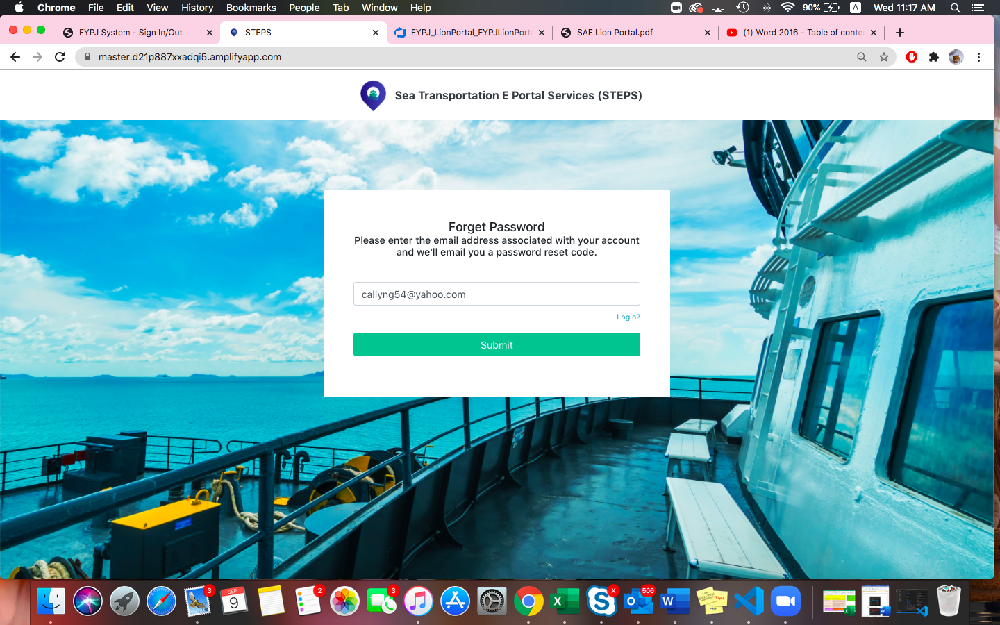 Chrome File Edit View History Bookmarks People Tab Window Help 90% A Wed 11:17 AM
FYPJ System - Sign In/Out STEPS FYPJ_LionPortal_FYPJLionPorta SAF Lion Portal.pdf (1) Word 2016 - Table of conte
master.d21p887xxadqi5.amplifyapp.com
Sea Transportation E Portal Services (STEPS)
Forget Password
Please enter the email address associated with your account
and we'll email you a password reset code.
callyng54@yahoo.com
Login?
Submit
3 SEP 9 2 3 X 506